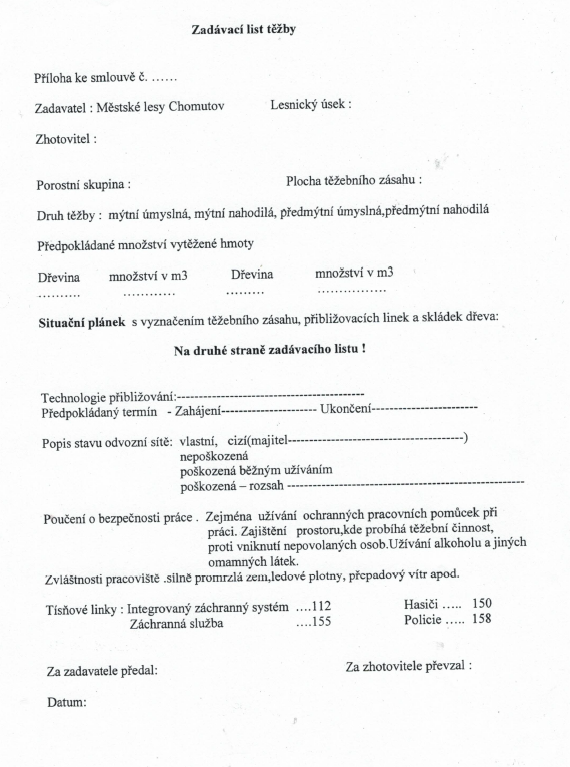 Zadávací list těžby
Příloha ke smlouvě č. ……
Zadavatel : Městské lesy Chomutov Lesnický úsek :
Zhotovitel :
Porostní skupina : Plocha těžebního zásahu :
Druh těžby : mýtní úmyslná, mýtní nahodilá, předmýtní úmyslná,předmýtní nahodilá
Předpokládané množství vytěžené hmoty
Dřevina množství v m3 Dřevina množství v m3
………. ………… ……… …………….
Situační plánek s vyznačením těžebního zásahu, přibližovacích linek a skládek dřeva:
Na druhé straně zadávacího listu !
Technologie přibližování:-------------------------------------------
Předpokládaný termín - Zahájení---------------------- Ukončení------------------------
Popis stavu odvozní sítě: vlastní, cizí(majitel----------------------------------------)
nepoškozená
poškozená běžným užíváním
poškozená – rozsah ------------------------------------------------------
Poučení o bezpečnosti práce . Zejména užívání ochranných pracovních pomůcek při
práci. Zajištění prostoru,kde probíhá těžební činnost,
proti vniknutí nepovolaných osob.Užívání alkoholu a jiných
omamných látek.
Zvláštnosti pracoviště .silně promrzlá zem,ledové plotny, přcpadový vítr apod.
Tísňové linky : Integrovaný záchranný systém ….112 Hasiči ….. 150
Záchranná služba ….155 Policie ….. 158
Za zadavatele předal: Za zhotovitele převzal :
Datum: